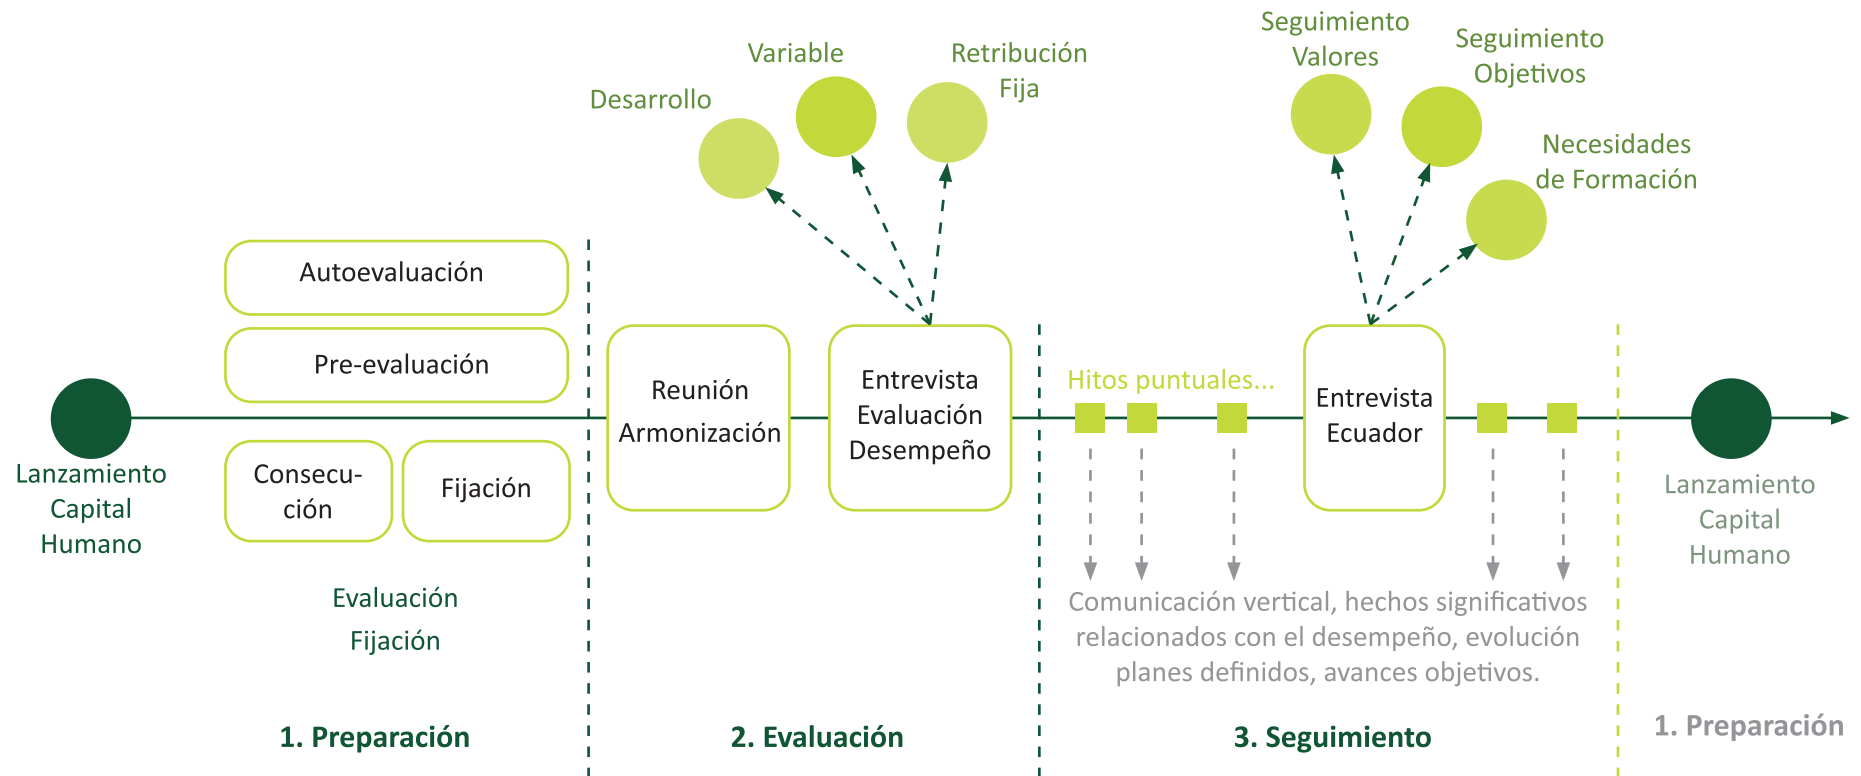 Lanzamiento
Capital
Humano
Autoevaluación
Pre-evaluación
Consecu-
ción
Fijación
Evaluación
Fijación
1. Preparación
Desarrollo
Variable
Retribución
Fija
Reunión
Armonización
Entrevista
Evaluación
Desempeño
2. Evaluación
Seguimiento
Valores
Seguimiento
Objetivos
Necesidades
de Formación
Hitos puntuales...
Entrevista
Ecuador
Comunicación vertical, hechos significativos
relacionados con el desempeño, evolución
planes definidos, avances objetivos.
3. Seguimiento
Lanzamiento
Capital
Humano
1. Preparación